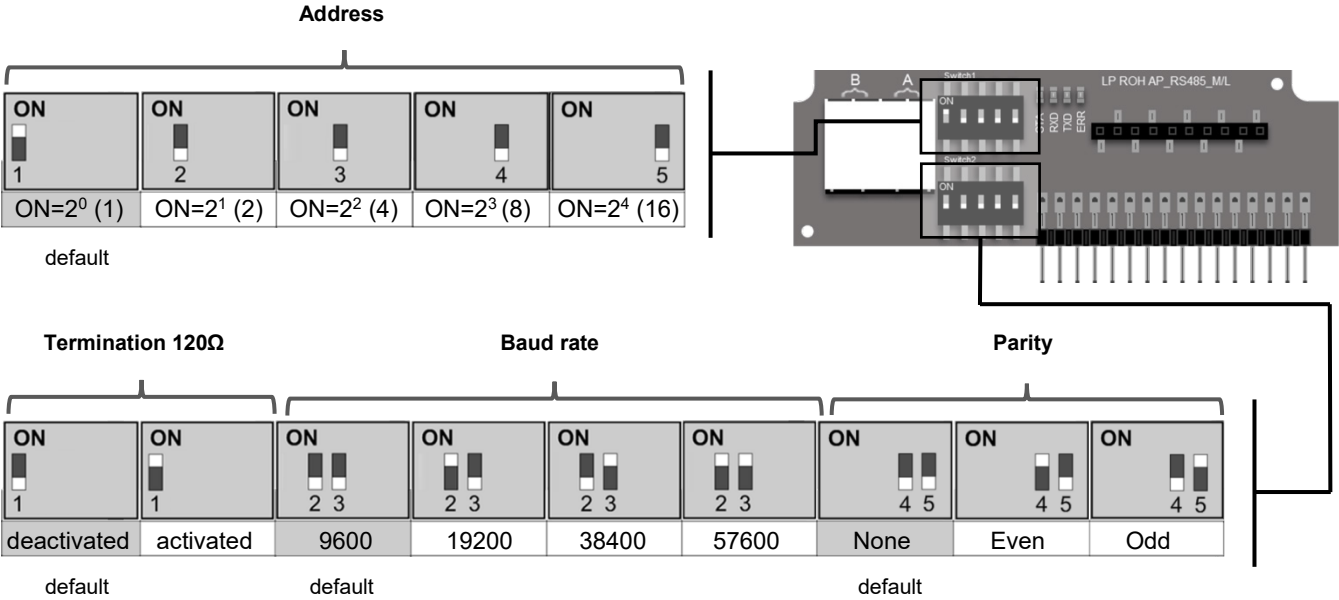 Address
ON ON ON ON ON
1 2 3 4 5
ON=2⁰ (1) ON=2¹ (2) ON=2² (4) ON=2³ (8) ON=2⁴ (16)
default
B A Switch1 LP ROH AP_RS485_M/L
ON
STA RXD TXD ERR
Switch2
ON
Termination 120Ω Baud rate Parity
ON ON ON ON ON ON ON ON ON
1 1 2 3 2 3 2 3 2 3 4 5 4 5 4 5
deactivated activated 9600 19200 38400 57600 None Even Odd
default default default